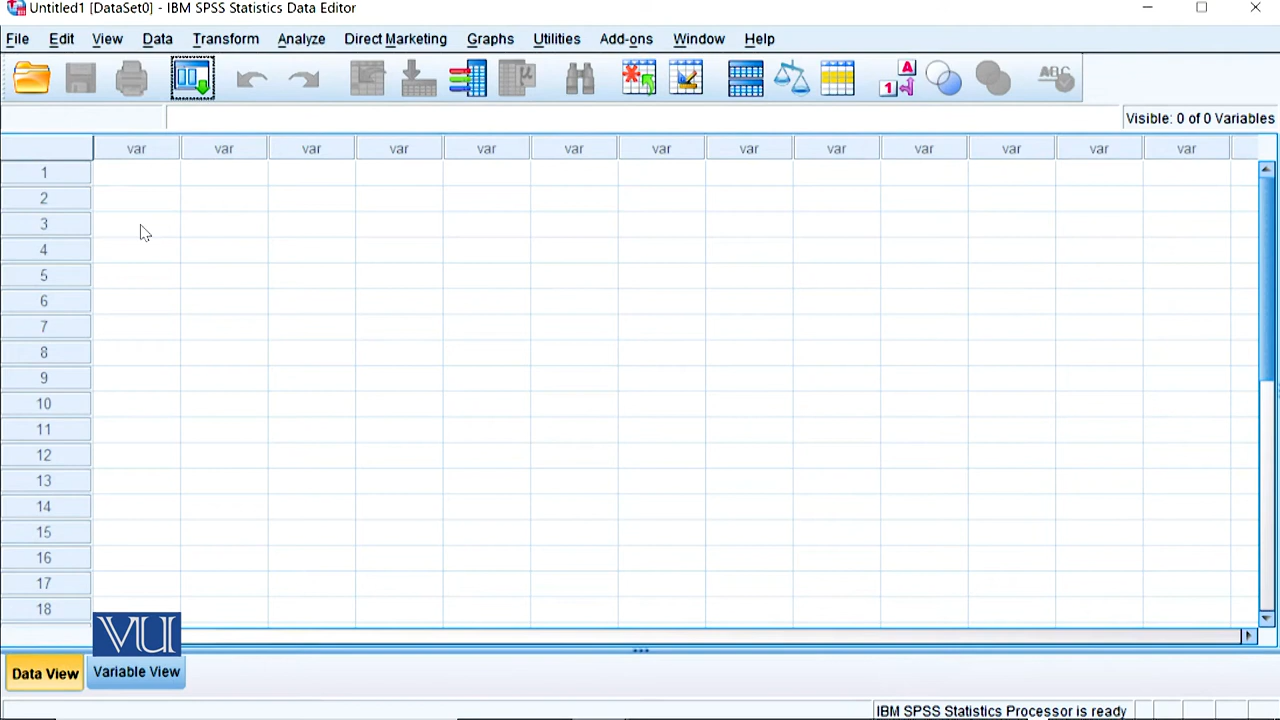 Untitled1 [DataSet0] - IBM SPSS Statistics Data Editor
File Edit View Data Transform Analyze Direct Marketing Graphs Utilities Add-ons Window Help
1 A ABC
Visible: 0 of 0 Variables
var var var var var var var var var var var var var
1
2
3
4
5
6
7
8
9
10
11
12
13
14
15
16
17
18
VU
Data View Variable View
IBM SPSS Statistics Processor is ready